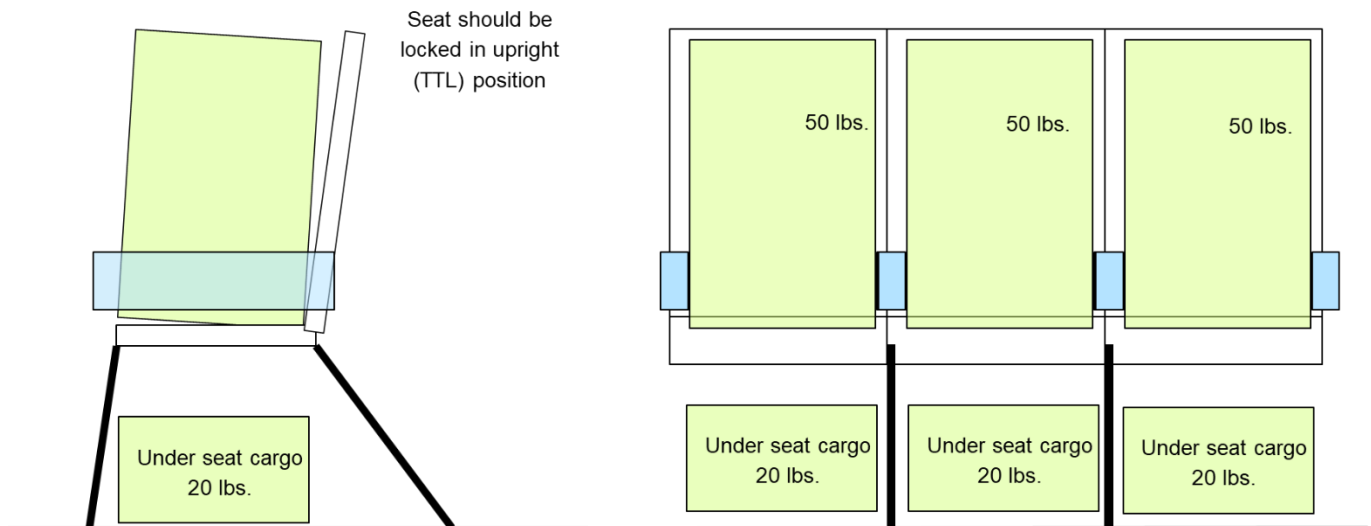 Seat should be
locked in upright
(TTL) position
50 lbs.
50 lbs.
50 lbs.
Under seat cargo
20 lbs.
Under seat cargo
20 lbs.
Under seat cargo
20 lbs.
Under seat cargo
20 lbs.